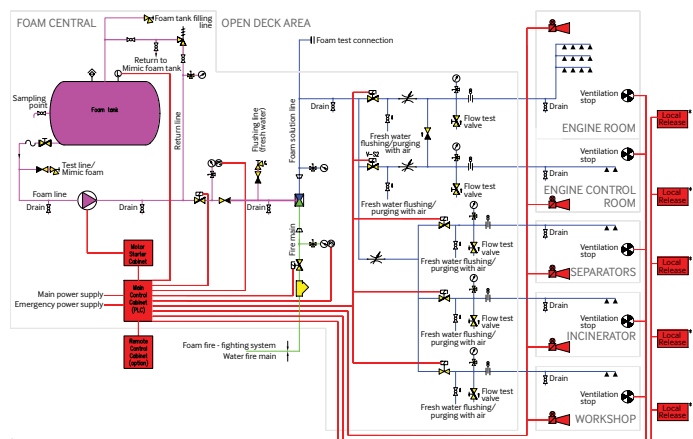 FOAM CENTRAL
OPEN DECK AREA
Foam tank filling
line
Foam test connection
Return to
Mimic foam tank
Foam tank
Sampling
point
Return line
Flushing line
(fresh water)
Foam solution line
Drain
Test line/
Mimic foam
Foam line
Drain
Drain
Drain
Fire main
Motor
Starter
Cabinet
Main power supply
Emergency power supply
Main
Control
Cabinet
(PLC)
Remote
Control
Cabinet
(option)
Foam fire - fighting system
Water fire main
Fresh water flushing/
purging with air
V-S2
Flow test
valve
Drain
Ventilation
stop
ENGINE ROOM
Local
Release
*
Fresh water flushing/
purging with air
Flow test
valve
Drain
Ventilation
stop
ENGINE CONTROL
ROOM
Local
Release
*
Fresh water flushing/
purging with air
Flow test
valve
Drain
Ventilation
stop
SEPARATORS
Local
Release
*
Fresh water flushing/
purging with air
Flow test
valve
Drain
Ventilation
stop
INCINERATOR
Local
Release
*
Fresh water flushing/
purging with air
Flow test
valve
Drain
Ventilation
stop
WORKSHOP
Local
Release
*